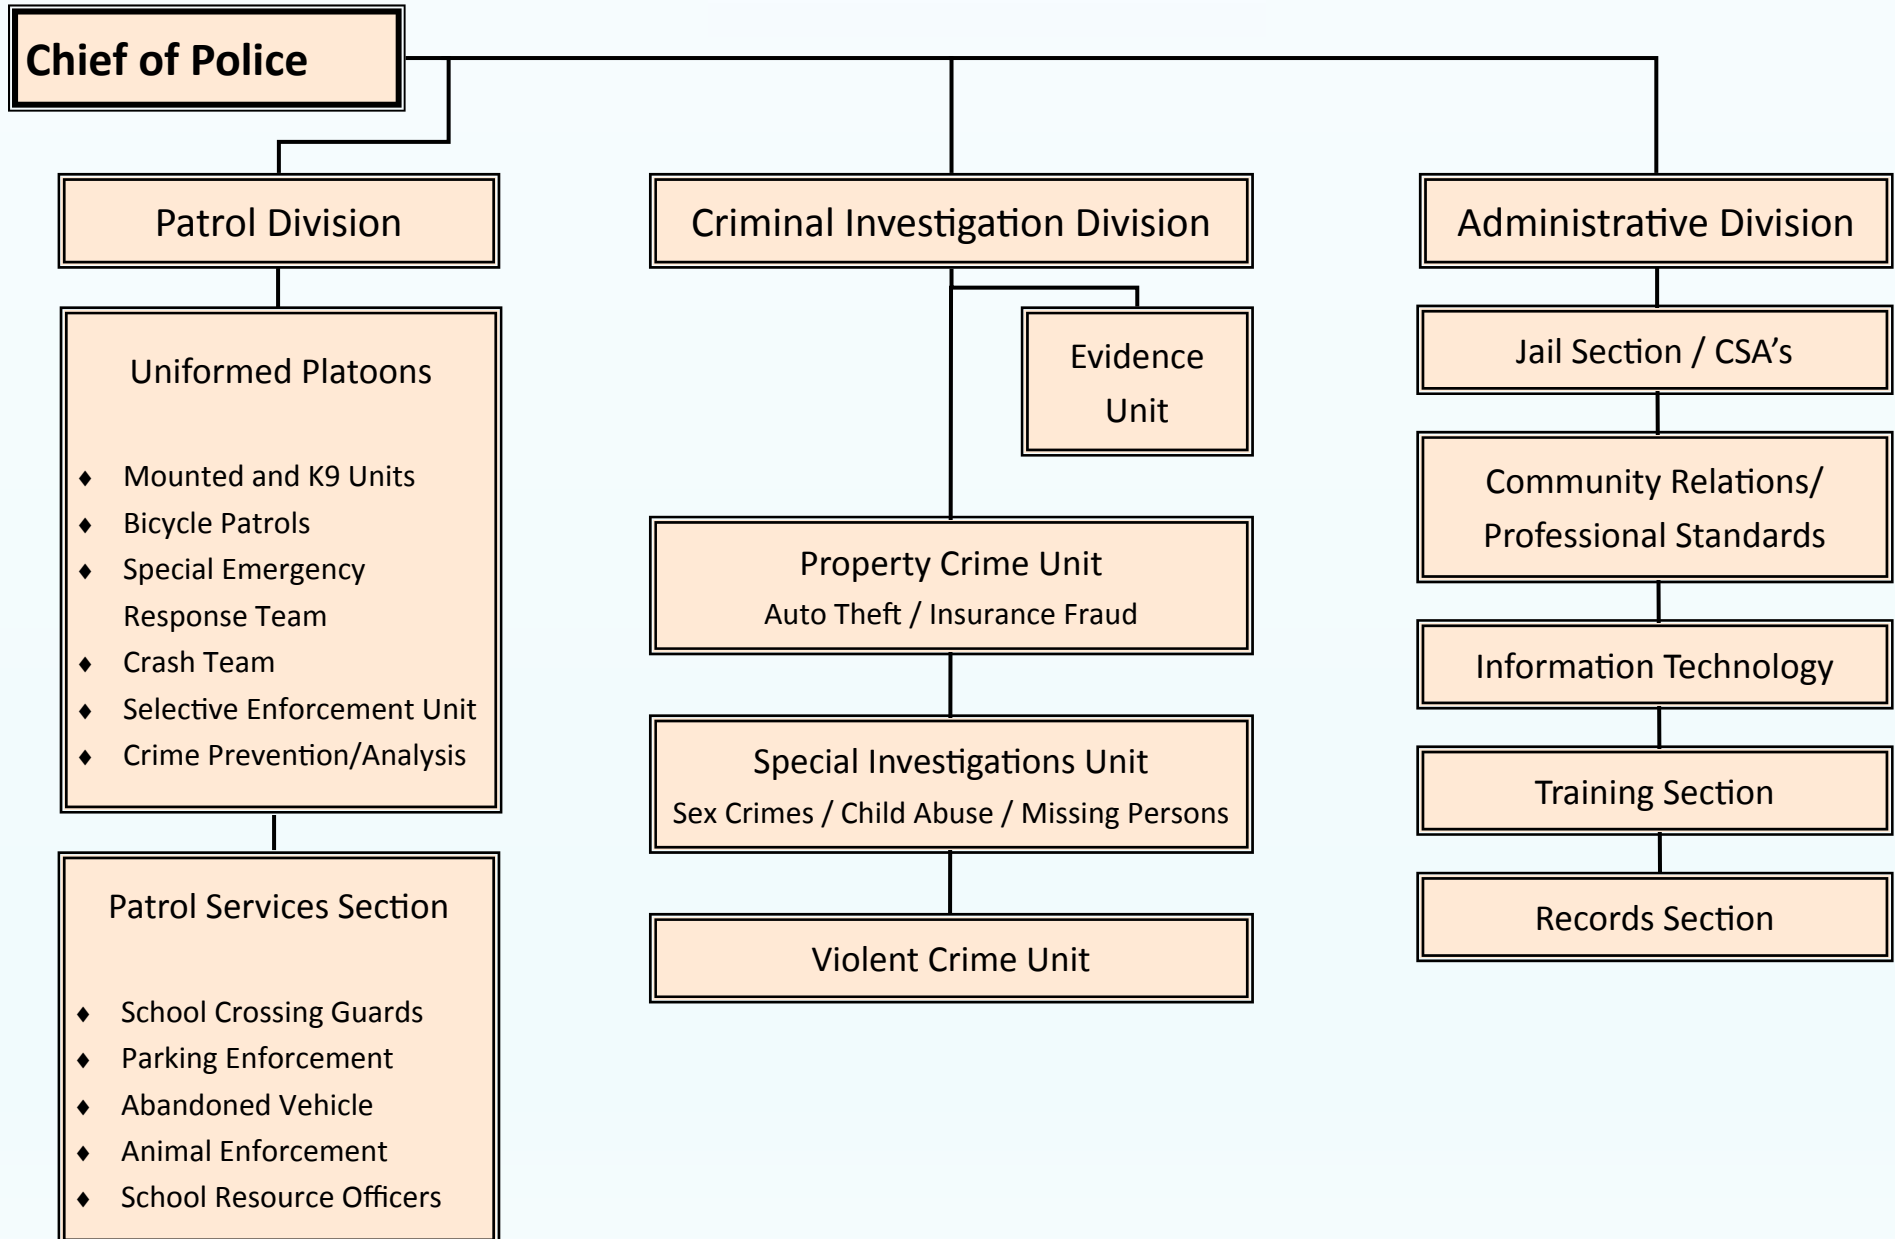 Chief of Police
Patrol Division
Uniformed Platoons
♦ Mounted and K9 Units
♦ Bicycle Patrols
♦ Special Emergency
Response Team
♦ Crash Team
♦ Selective Enforcement Unit
♦ Crime Prevention/Analysis
Patrol Services Section
♦ School Crossing Guards
♦ Parking Enforcement
♦ Abandoned Vehicle
♦ Animal Enforcement
♦ School Resource Officers
Criminal Investigation Division
Evidence
Unit
Property Crime Unit
Auto Theft / Insurance Fraud
Special Investigations Unit
Sex Crimes / Child Abuse / Missing Persons
Violent Crime Unit
Administrative Division
Jail Section / CSA’s
Community Relations/
Professional Standards
Information Technology
Training Section
Records Section